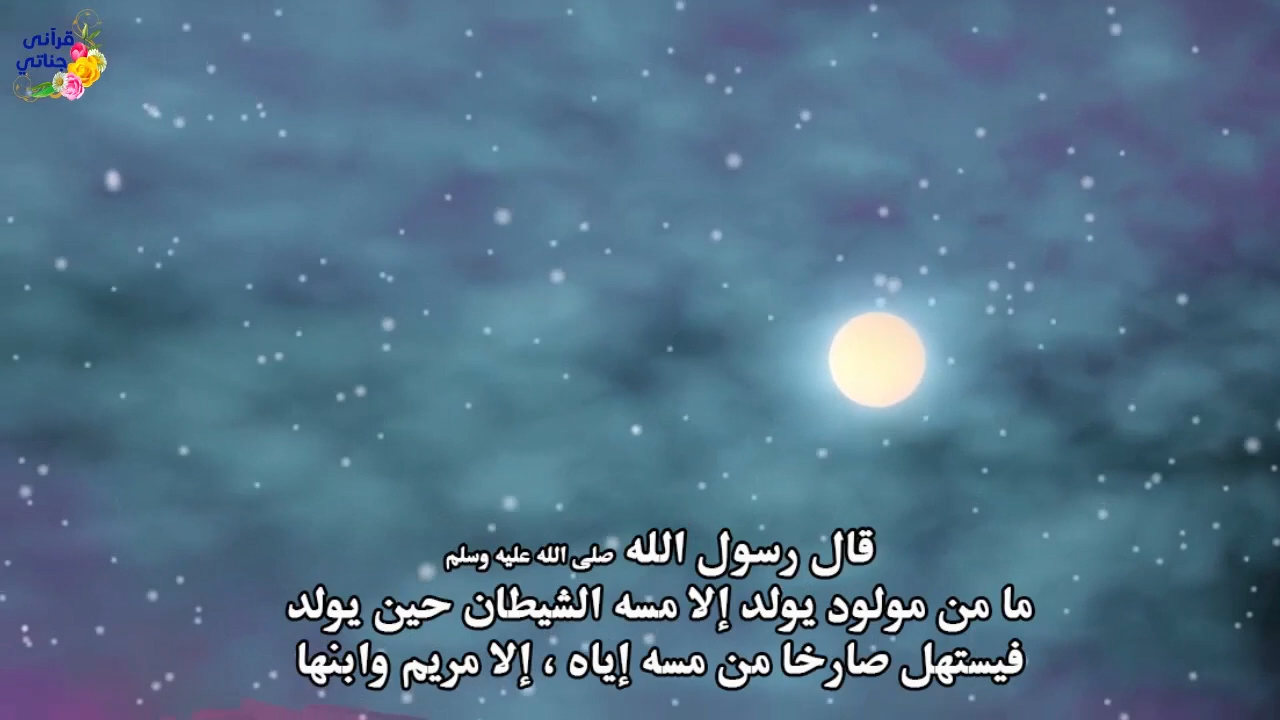 قرآنى
جناتي
قال رسول الله صلى الله عليه وسلم
ما من مولود يولد إلا مسه الشيطان حين يولد
فيستهل صارخا من مسه إياه ، إلا مريم وابنها